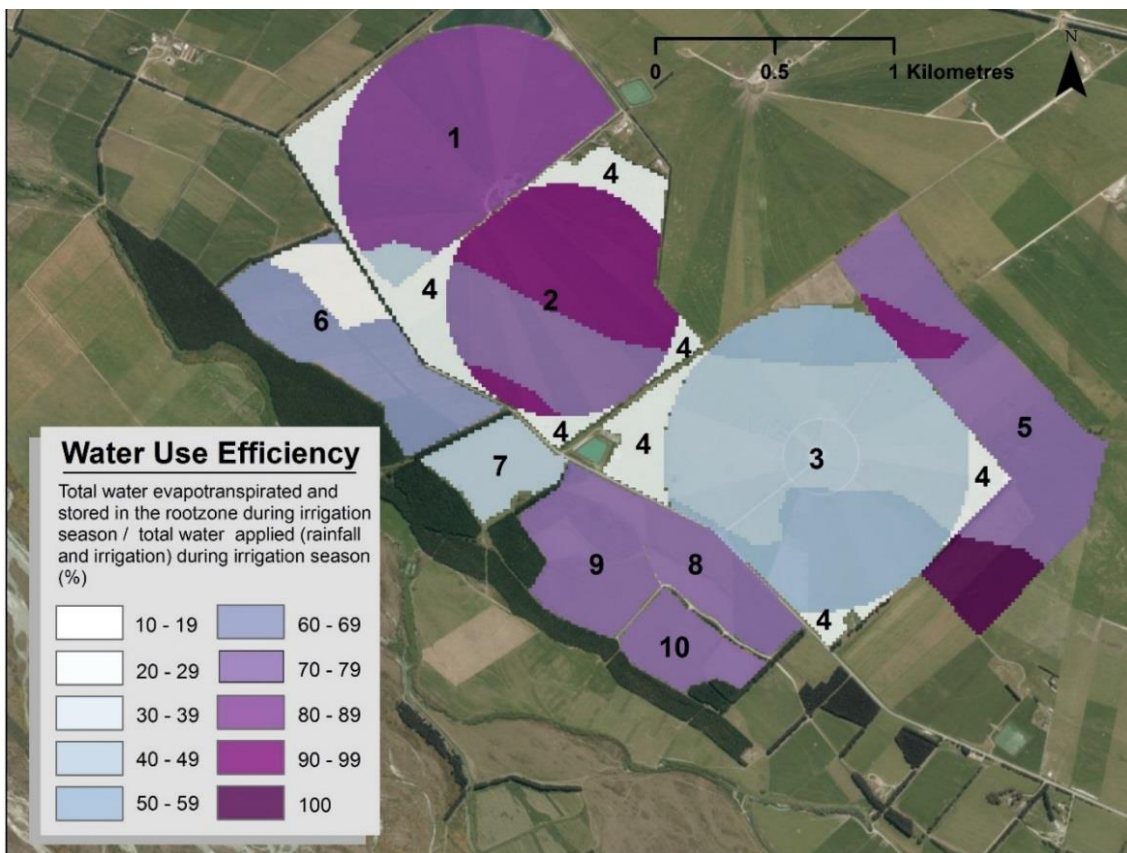 N
0 0.5 1 Kilometres
1
4
4
2
6
4
5
4
3
4
4
7
9
8
4
10
Water Use Efficiency
Total water evapotranspirated and
stored in the rootzone during irrigation
season / total water applied (rainfall
and irrigation) during irrigation season
(%)
10 - 19
20 - 29
30 - 39
40 - 49
50 - 59
60 - 69
70 - 79
80 - 89
90 - 99
100